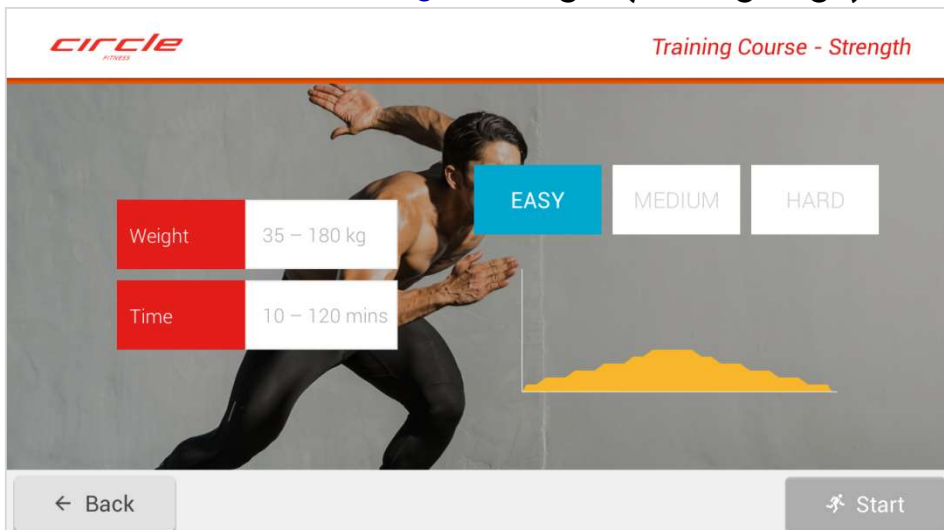 circle
FITNESS
Training Course - Strength
EASY
MEDIUM
HARD
Weight
35 – 180 kg
Time
10 – 120 mins
← Back
Start